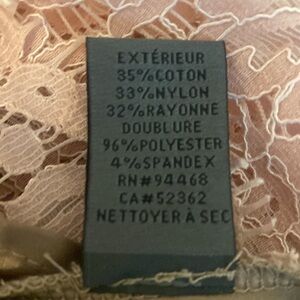 EXTÉRIEUR
35%COTON
33%NYLON
32%RAYONNE
DOUBLURE
96%POLYESTER
4%SPANDEX
RN#94468
CA#52362
NETTOYER À SEC